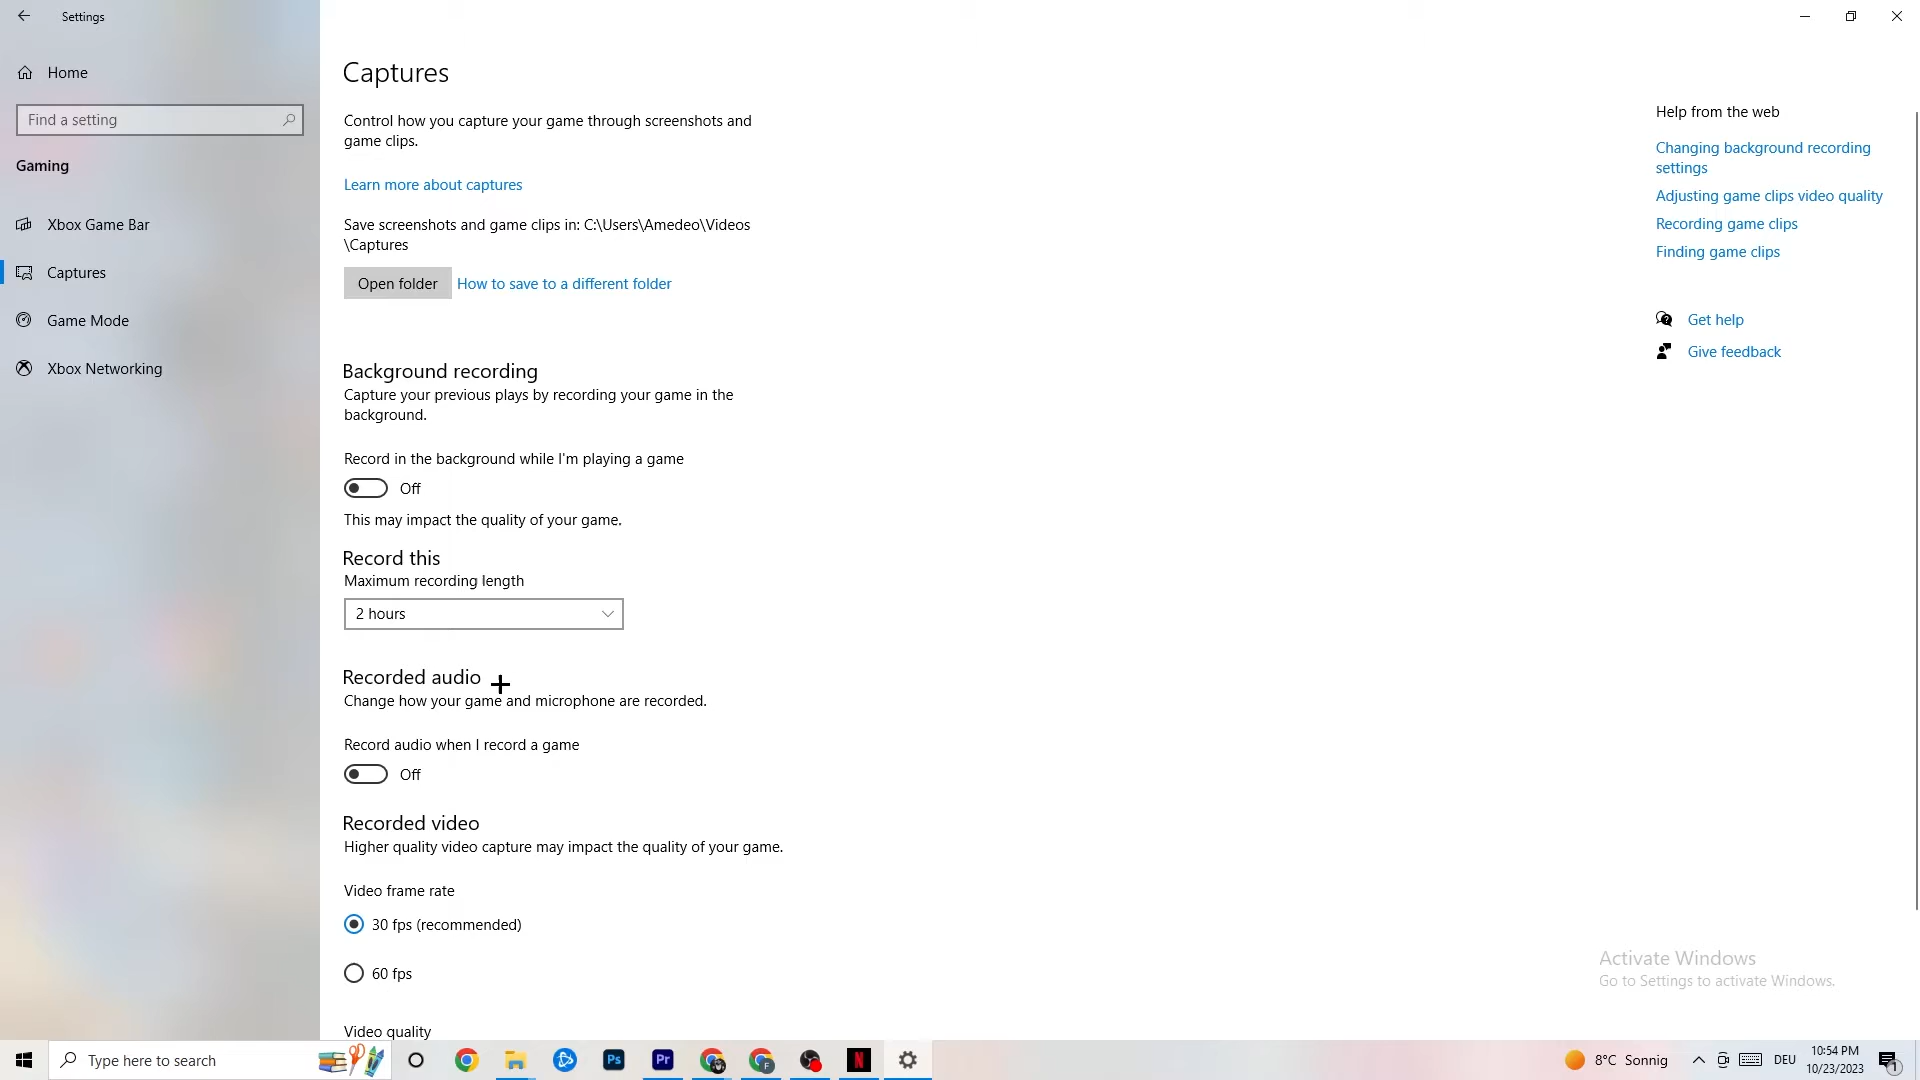 Settings
Home
Find a setting
Gaming
Xbox Game Bar
Captures
Game Mode
Xbox Networking
Captures
Control how you capture your game through screenshots and
game clips.
Learn more about captures
Save screenshots and game clips in: C:\Users\Amedeo\Videos
\Captures
Open folder
How to save to a different folder
Background recording
Capture your previous plays by recording your game in the
background.
Record in the background while I'm playing a game
Off
This may impact the quality of your game.
Record this
Maximum recording length
2 hours
Recorded audio
Change how your game and microphone are recorded.
Record audio when I record a game
Off
Recorded video
Higher quality video capture may impact the quality of your game.
Video frame rate
30 fps (recommended)
60 fps
Video quality
Help from the web
Changing background recording
settings
Adjusting game clips video quality
Recording game clips
Finding game clips
Get help
Give feedback
Activate Windows
Go to Settings to activate Windows.
Type here to search
Ps
Pr
F
N
8°C Sonnig
DEU
10:54 PM
10/23/2023
1